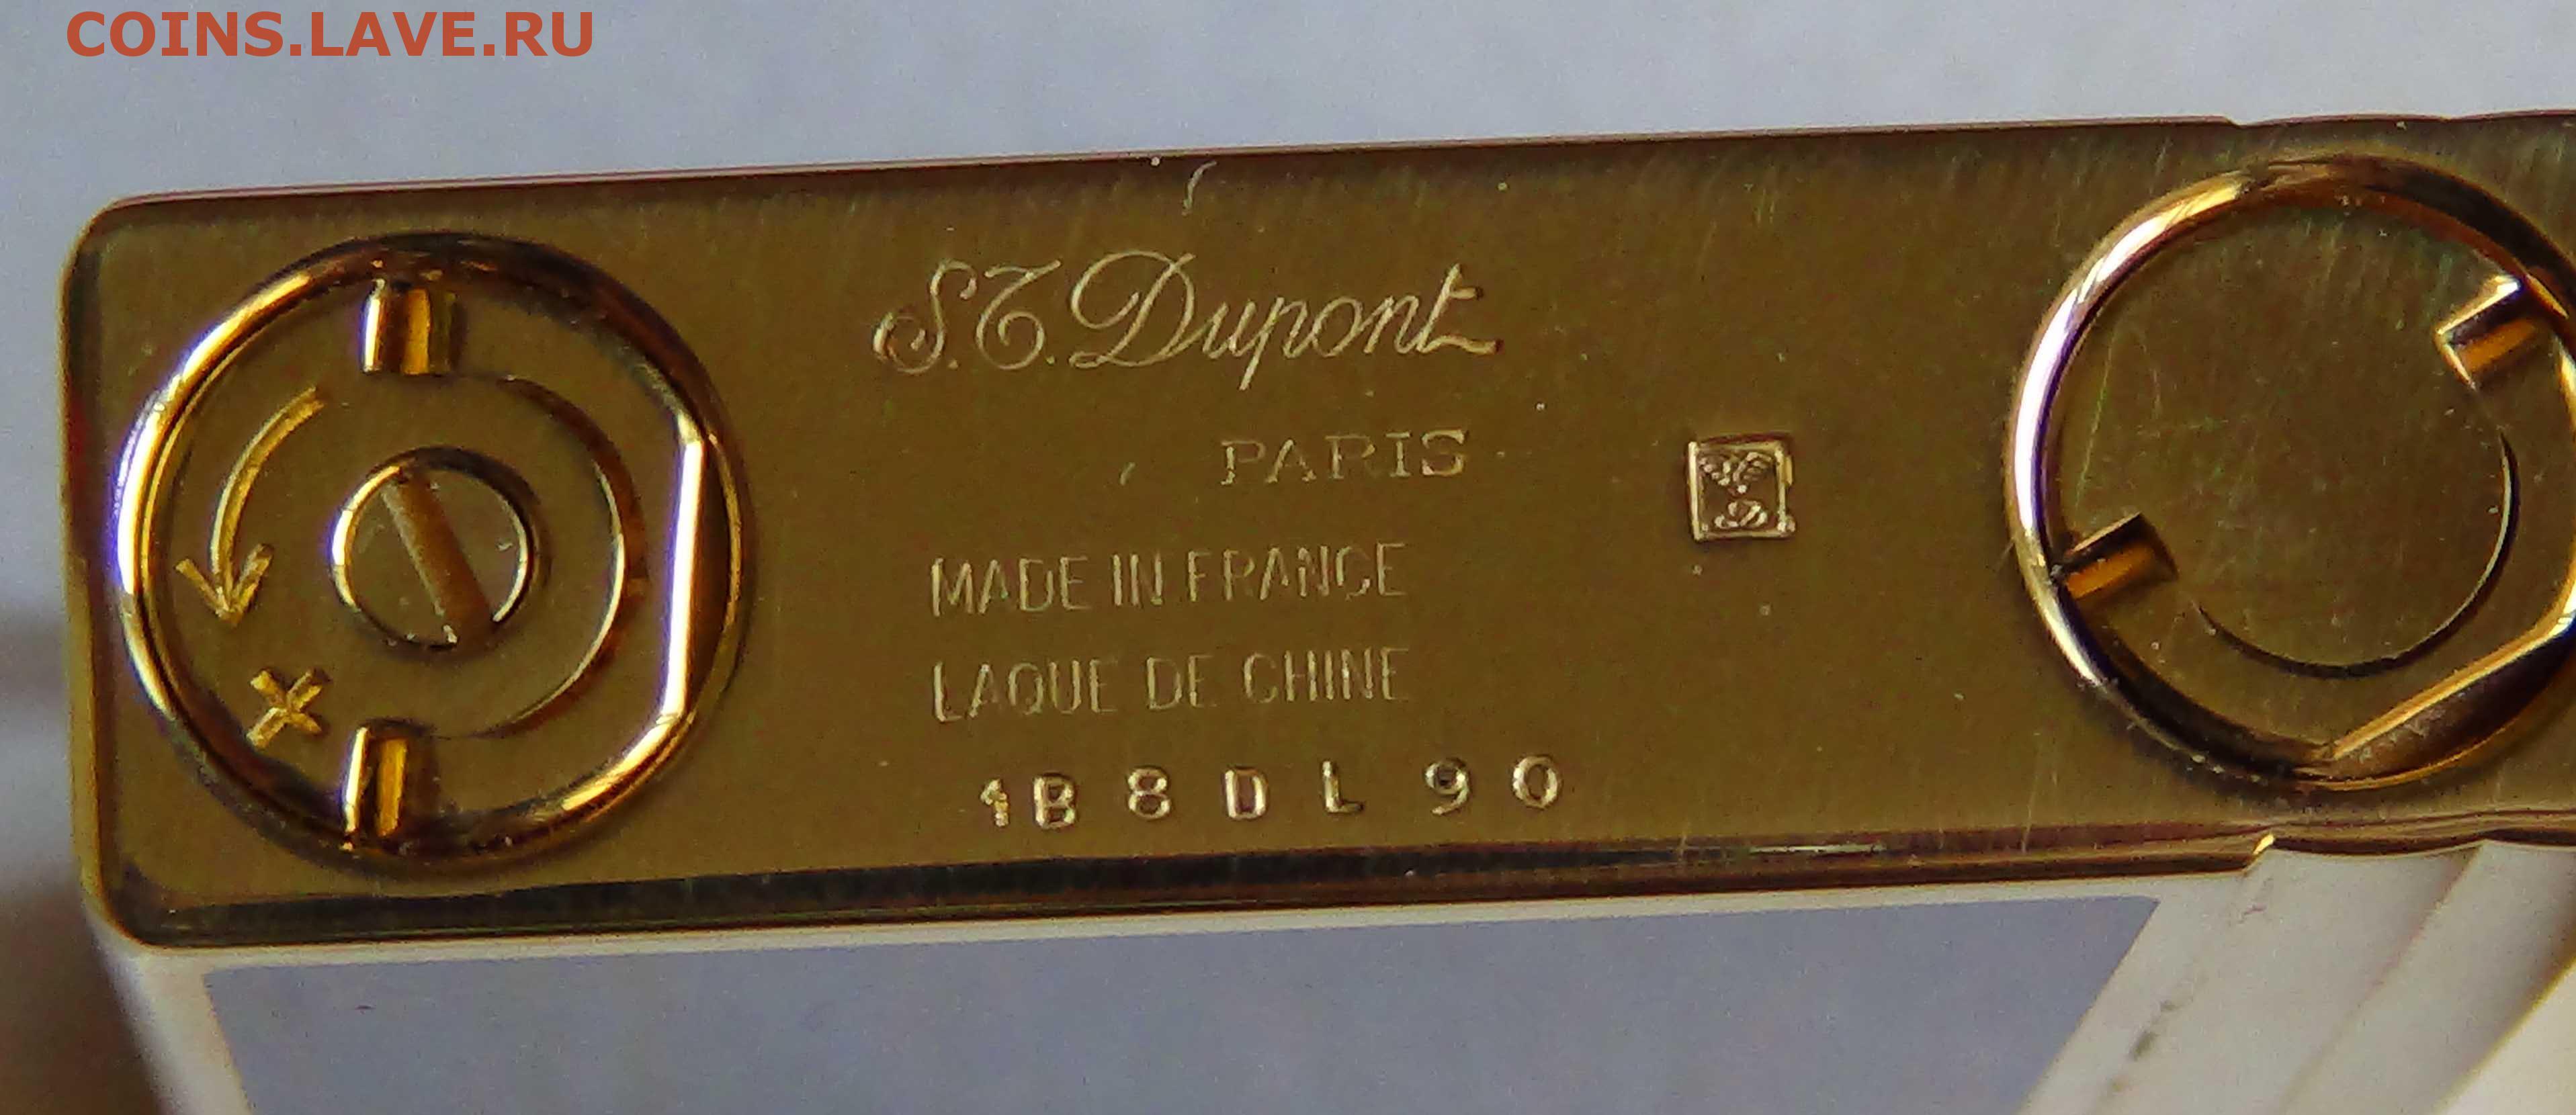 COINS.LAVE.RU
S.T. Dupont
PARIS
MADE IN FRANCE
LAQUE DE CHINE
1B8DL90
D